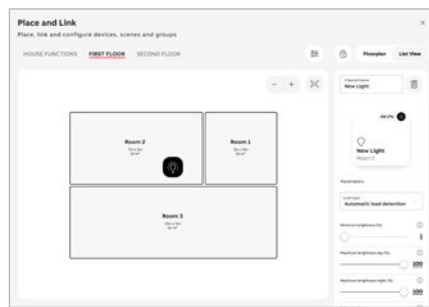 Place and Link
Place, link and configure devices, scenes and groups
HOUSE FUNCTIONS FIRST FLOOR SECOND FLOOR
Floorplan List View
Channel Name
New Light
Room 2
Room 1
New Light
Room 2
Room 3
Parameters
Load type
Automatic load detection
Minimum brightness (%)
1
Maximum brightness day (%)
100
Maximum brightness night (%)
100